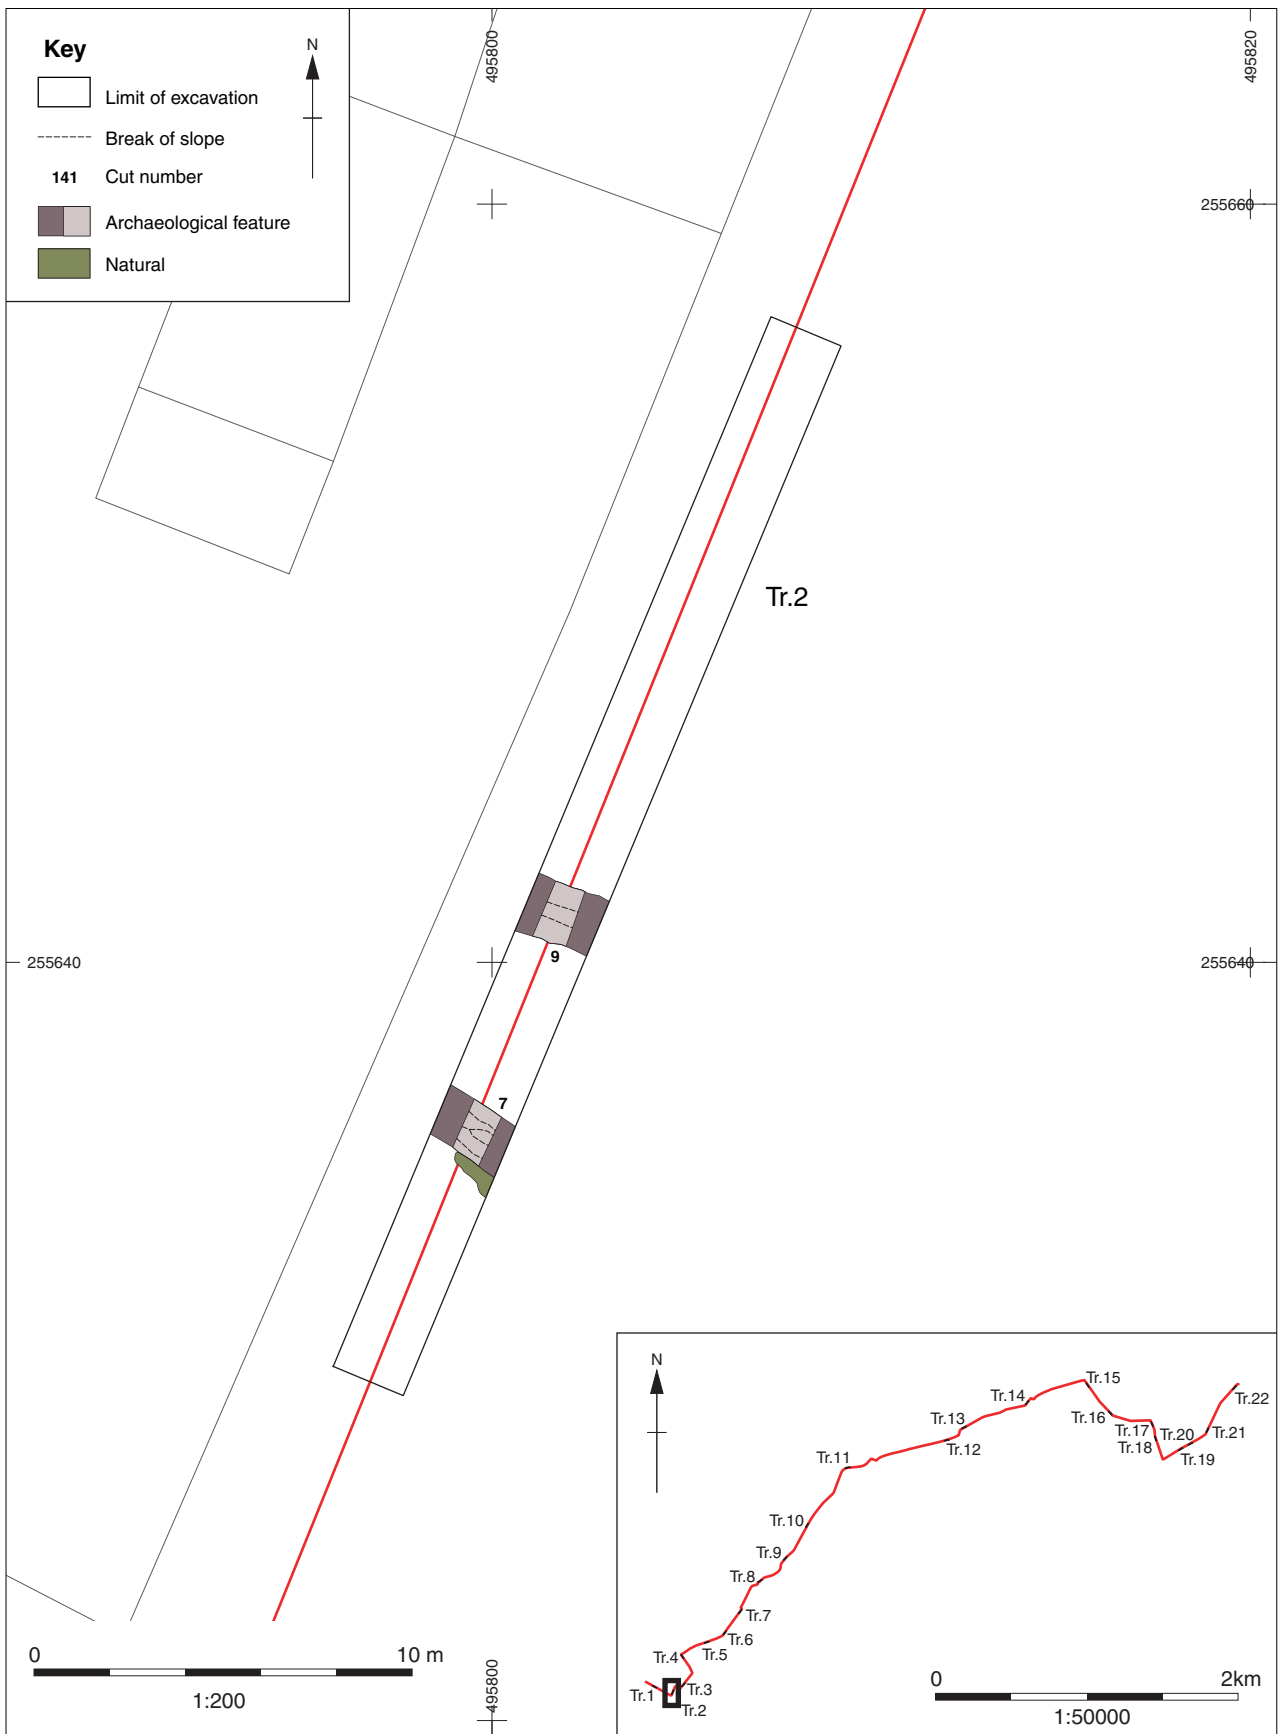 Key
N
Limit of excavation
Break of slope
141 Cut number
Archaeological feature
Natural
495800
495820
255660
Tr.2
9
255640
255640
7
N
Tr.15
Tr.22
Tr.14
Tr.16
Tr.13
Tr.17
Tr.20
Tr.21
Tr.12
Tr.18
Tr.11
Tr.19
Tr.10
Tr.9
Tr.8
Tr.7
Tr.6
Tr.5
Tr.4
Tr.3
Tr.1
Tr.2
0 10 m
1:200
495800
0 2km
1:50000